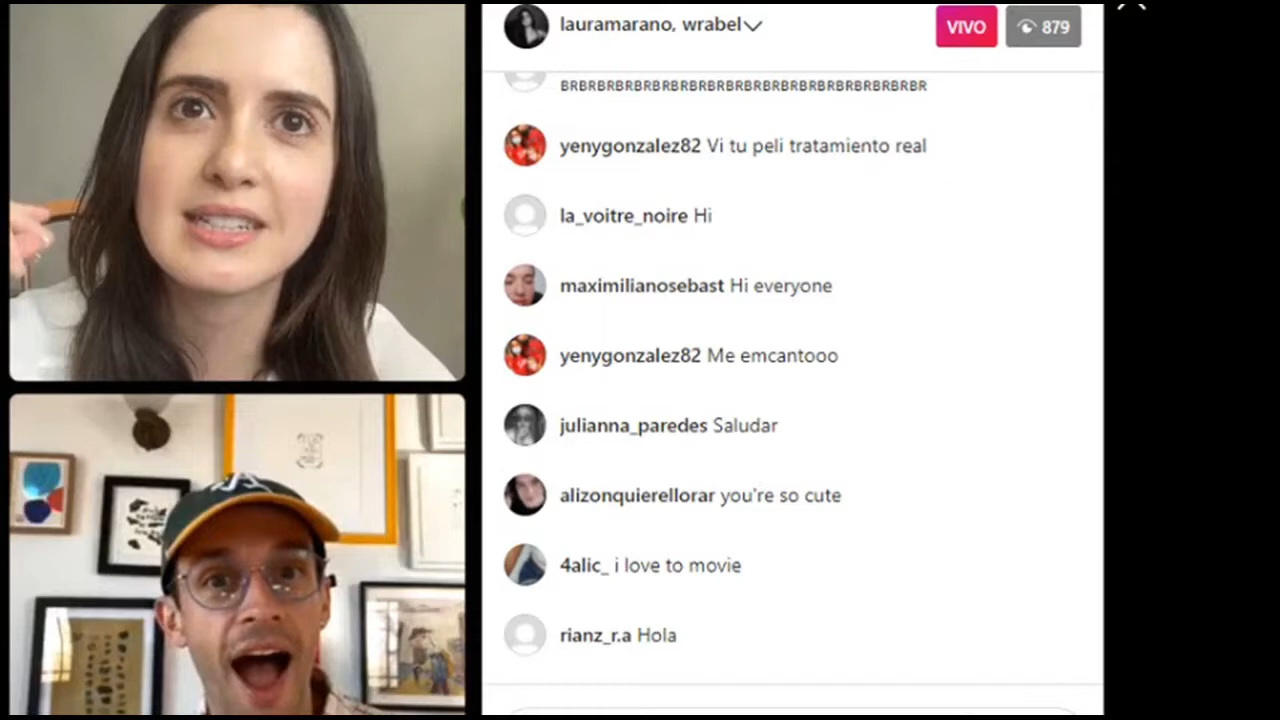 lauramarano, wrabel
VIVO
879
BRBRBRBRBRBRBRBRBRBRBRBRBRBRBRBRBRBRBRBR
yenygonzalez82 Vi tu peli tratamiento real
la_voitre_noire Hi
maximilianosebast Hi everyone
yenygonzalez82 Me emcantooo
julianna_paredes Saludar
alizonquierellorar you're so cute
4alic_ i love to movie
rianz_r.a Hola